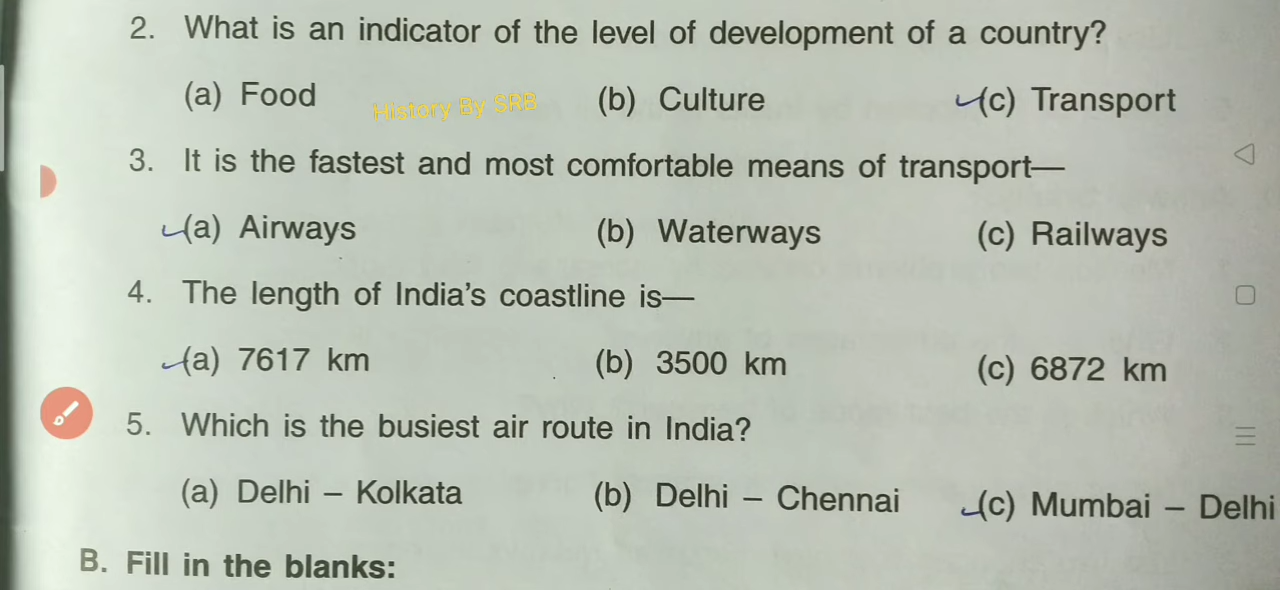 2. What is an indicator of the level of development of a country?
(a) Food (b) Culture (c) Transport
History By SRB
3. It is the fastest and most comfortable means of transport—
(a) Airways (b) Waterways (c) Railways
4. The length of India's coastline is—
(a) 7617 km (b) 3500 km (c) 6872 km
5. Which is the busiest air route in India?
(a) Delhi – Kolkata (b) Delhi – Chennai (c) Mumbai – Delhi
B. Fill in the blanks: